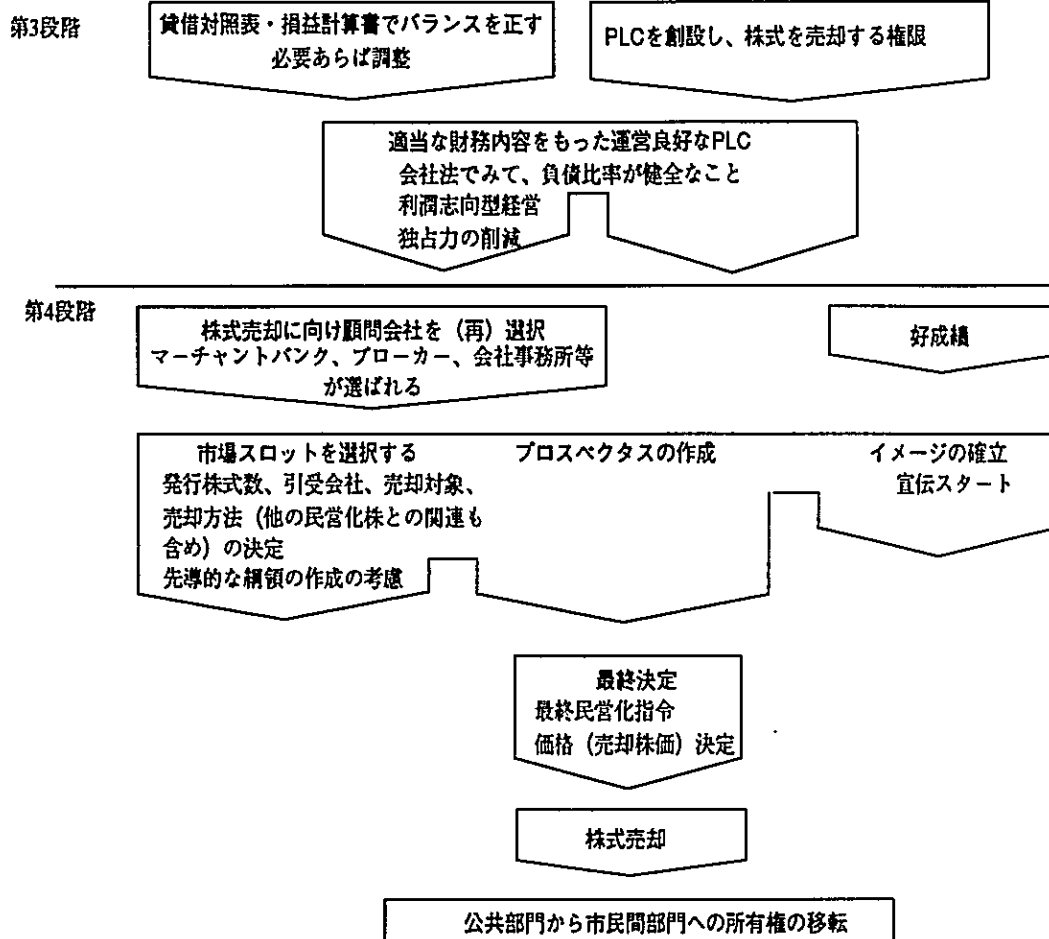 第3段階
貸借対照表・損益計算書でバランスを正す
必要あらば調整
PLCを創設し、株式を売却する権限
適当な財務内容をもった運営良好なPLC
会社法でみて、負債比率が健全なこと
利潤志向型経営
独占力の削減
第4段階
株式売却に向け顧問会社を（再）選択
マーチャントバンク、ブローカー、会社事務所等
が選ばれる
好成績
市場スロットを選択する
発行株式数、引受会社、売却対象、
売却方法（他の民営化株との関連も
含め）の決定
先導的な綱領の作成の考慮
プロスペクタスの作成
イメージの確立
宣伝スタート
最終決定
最終民営化指令
価格（売却株価）決定
株式売却
公共部門から市民間部門への所有権の移転